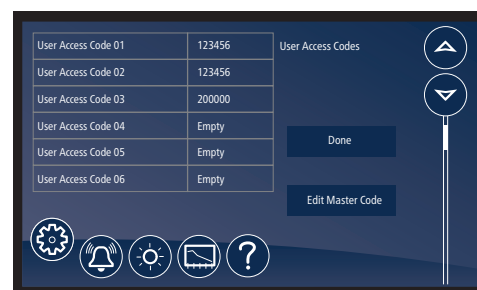 User Access Code 01 123456 User Access Codes
User Access Code 02 123456
User Access Code 03 200000
User Access Code 04 Empty
User Access Code 05 Empty
User Access Code 06 Empty
Done
Edit Master Code
?